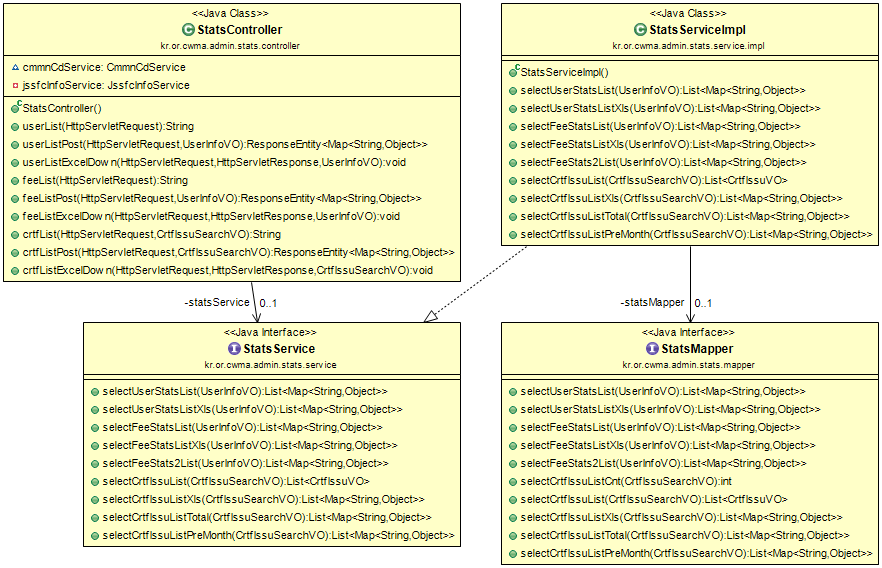 <<Java Class>>
StatsController
kr.or.cwma.admin.stats.controller
cmmnCdService: CmmnCdService
jssfcInfoService: JssfcInfoService
StatsController()
userList(HttpServletRequest):String
userListPost(HttpServletRequest,UserInfoVO):ResponseEntity<Map<String,Object>>
userListExcelDown(HttpServletRequest,HttpServletResponse,UserInfoVO):void
feeList(HttpServletRequest):String
feeListPost(HttpServletRequest,UserInfoVO):ResponseEntity<Map<String,Object>>
feeListExcelDown(HttpServletRequest,HttpServletResponse,UserInfoVO):void
crtfList(HttpServletRequest,CrtfIssuSearchVO):String
crtfListPost(HttpServletRequest,CrtfIssuSearchVO):ResponseEntity<Map<String,Object>>
crtfListExcelDown(HttpServletRequest,HttpServletResponse,CrtfIssuSearchVO):void
<<Java Class>>
StatsServiceImpl
kr.or.cwma.admin.stats.service.impl
StatsServiceImpl()
selectUserStatsList(UserInfoVO):List<Map<String,Object>>
selectUserStatsListXls(UserInfoVO):List<Map<String,Object>>
selectFeeStatsList(UserInfoVO):List<Map<String,Object>>
selectFeeStatsListXls(UserInfoVO):List<Map<String,Object>>
selectFeeStats2List(UserInfoVO):List<Map<String,Object>>
selectCrtfIssuList(CrtfIssuSearchVO):List<CrtfIssuVO>
selectCrtfIssuListXls(CrtfIssuSearchVO):List<Map<String,Object>>
selectCrtfIssuListTotal(CrtfIssuSearchVO):List<Map<String,Object>>
selectCrtfIssuListPreMonth(CrtfIssuSearchVO):List<Map<String,Object>>
-statsService 0..1
-statsMapper 0..1
<<Java Interface>>
StatsService
kr.or.cwma.admin.stats.service
selectUserStatsList(UserInfoVO):List<Map<String,Object>>
selectUserStatsListXls(UserInfoVO):List<Map<String,Object>>
selectFeeStatsList(UserInfoVO):List<Map<String,Object>>
selectFeeStatsListXls(UserInfoVO):List<Map<String,Object>>
selectFeeStats2List(UserInfoVO):List<Map<String,Object>>
selectCrtfIssuList(CrtfIssuSearchVO):List<CrtfIssuVO>
selectCrtfIssuListXls(CrtfIssuSearchVO):List<Map<String,Object>>
selectCrtfIssuListTotal(CrtfIssuSearchVO):List<Map<String,Object>>
selectCrtfIssuListPreMonth(CrtfIssuSearchVO):List<Map<String,Object>>
<<Java Interface>>
StatsMapper
kr.or.cwma.admin.stats.mapper
selectUserStatsList(UserInfoVO):List<Map<String,Object>>
selectUserStatsListXls(UserInfoVO):List<Map<String,Object>>
selectFeeStatsList(UserInfoVO):List<Map<String,Object>>
selectFeeStatsListXls(UserInfoVO):List<Map<String,Object>>
selectFeeStats2List(UserInfoVO):List<Map<String,Object>>
selectCrtfIssuListCnt(CrtfIssuSearchVO):int
selectCrtfIssuList(CrtfIssuSearchVO):List<CrtfIssuVO>
selectCrtfIssuListXls(CrtfIssuSearchVO):List<Map<String,Object>>
selectCrtfIssuListTotal(CrtfIssuSearchVO):List<Map<String,Object>>
selectCrtfIssuListPreMonth(CrtfIssuSearchVO):List<Map<String,Object>>